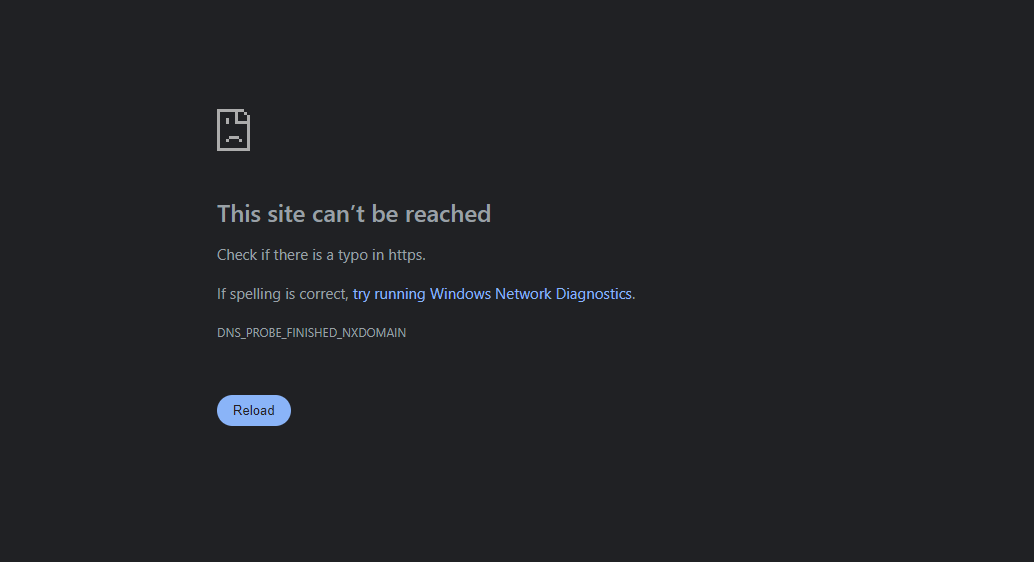 This site can’t be reached
Check if there is a typo in https.
If spelling is correct, try running Windows Network Diagnostics.
DNS_PROBE_FINISHED_NXDOMAIN
Reload